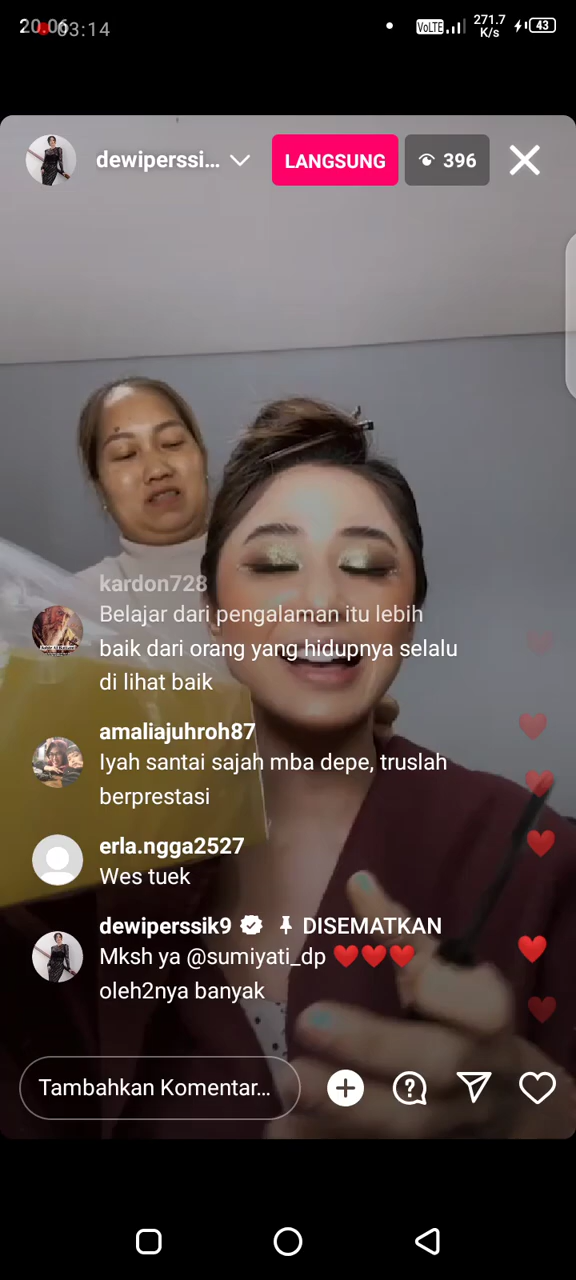 20.06 03:14
VoLTE 271.7 K/s 43
dewiperssi... LANGSUNG 396
kardon728
Belajar dari pengalaman itu lebih
baik dari orang yang hidupnya selalu
di lihat baik
amaliajuhroh87
Iyah santai sajah mba depe, truslah
berprestasi
erla.ngga2527
Wes tuek
dewiperssik9 DISEMATKAN
Mksh ya @sumiyati_dp ❤️❤️❤️
oleh2nya banyak
Tambahkan Komentar...